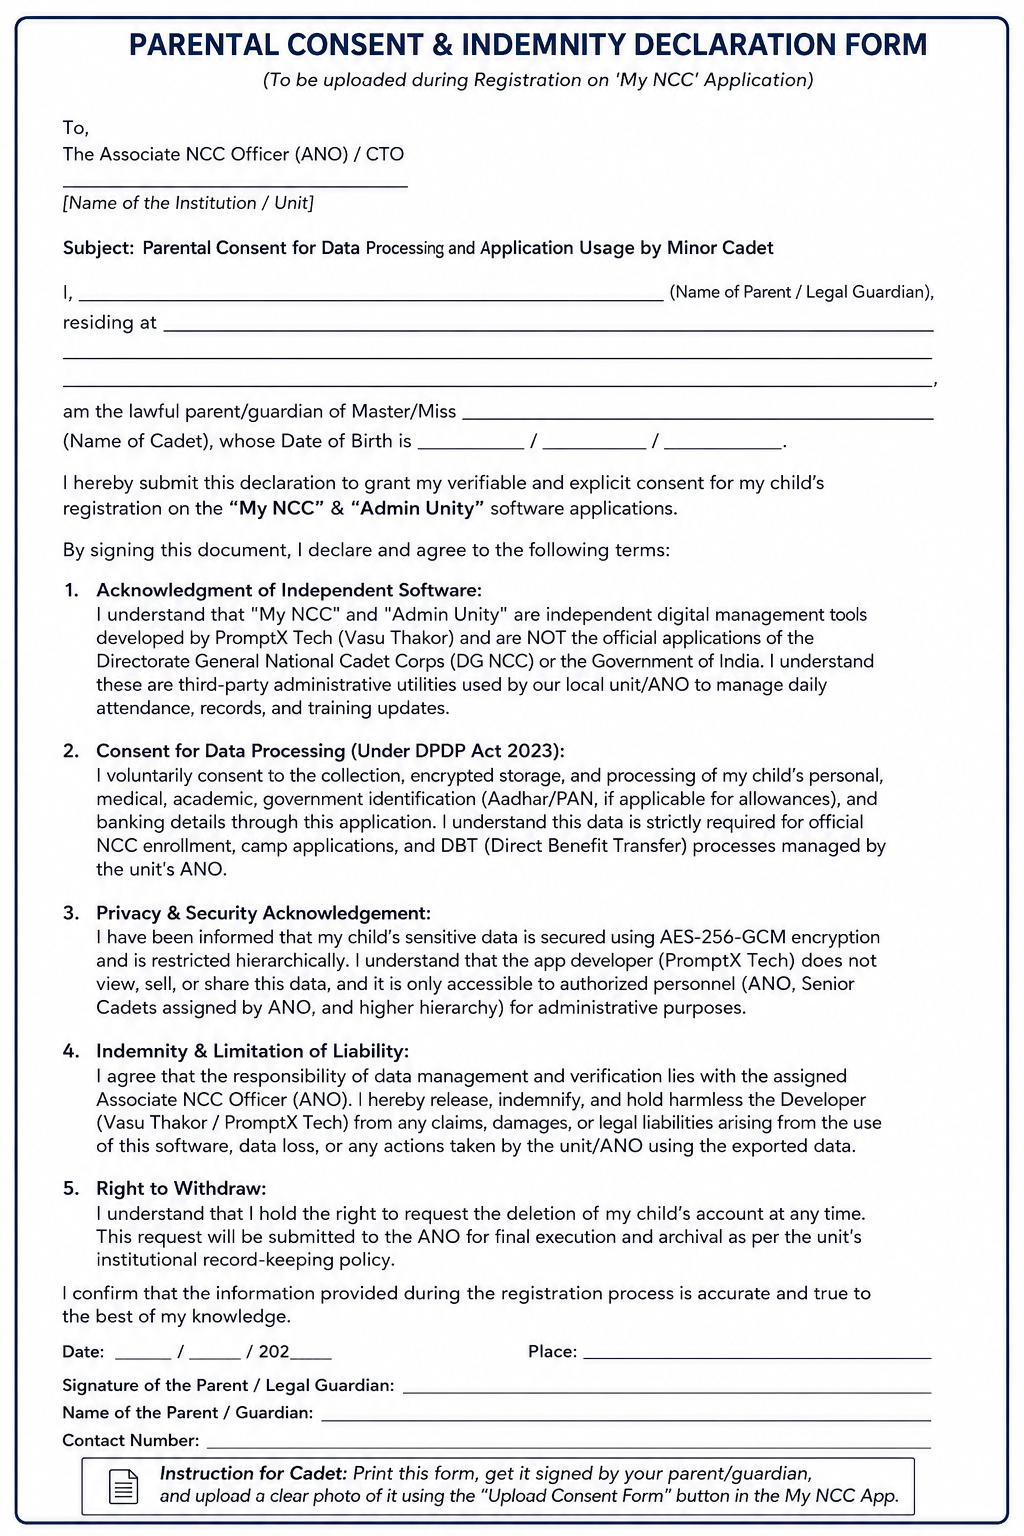 PARENTAL CONSENT & INDEMNITY DECLARATION FORM
(To be uploaded during Registration on 'My NCC' Application)
To,
The Associate NCC Officer (ANO) / CTO
[Name of the Institution / Unit]
Subject: Parental Consent for Data Processing and Application Usage by Minor Cadet
I, ______ (Name of Parent / Legal Guardian),
residing at ______
______,
am the lawful parent/guardian of Master/Miss ______
(Name of Cadet), whose Date of Birth is ______ / ______ / ______.
I hereby submit this declaration to grant my verifiable and explicit consent for my child's
registration on the “My NCC” & “Admin Unity” software applications.
By signing this document, I declare and agree to the following terms:
1. Acknowledgment of Independent Software:
I understand that "My NCC" and "Admin Unity" are independent digital management tools
developed by PromptX Tech (Vasu Thakor) and are NOT the official applications of the
Directorate General National Cadet Corps (DG NCC) or the Government of India. I understand
these are third-party administrative utilities used by our local unit/ANO to manage daily
attendance, records, and training updates.
2. Consent for Data Processing (Under DPDP Act 2023):
I voluntarily consent to the collection, encrypted storage, and processing of my child's personal,
medical, academic, government identification (Aadhar/PAN, if applicable for allowances), and
banking details through this application. I understand this data is strictly required for official
NCC enrollment, camp applications, and DBT (Direct Benefit Transfer) processes managed by
the unit's ANO.
3. Privacy & Security Acknowledgement:
I have been informed that my child's sensitive data is secured using AES-256-GCM encryption
and is restricted hierarchically. I understand that the app developer (PromptX Tech) does not
view, sell, or share this data, and it is only accessible to authorized personnel (ANO, Senior
Cadets assigned by ANO, and higher hierarchy) for administrative purposes.
4. Indemnity & Limitation of Liability:
I agree that the responsibility of data management and verification lies with the assigned
Associate NCC Officer (ANO). I hereby release, indemnify, and hold harmless the Developer
(Vasu Thakor / PromptX Tech) from any claims, damages, or legal liabilities arising from the use
of this software, data loss, or any actions taken by the unit/ANO using the exported data.
5. Right to Withdraw:
I understand that I hold the right to request the deletion of my child's account at any time.
This request will be submitted to the ANO for final execution and archival as per the unit's
institutional record-keeping policy.
I confirm that the information provided during the registration process is accurate and true to
the best of my knowledge.
Date: ______ / ______ / 202____ Place: ______
Signature of the Parent / Legal Guardian: ______
Name of the Parent / Guardian: ______
Contact Number: ______
Instruction for Cadet: Print this form, get it signed by your parent/guardian,
and upload a clear photo of it using the “Upload Consent Form” button in the My NCC App.